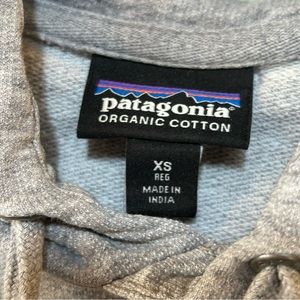 patagonia®
ORGANIC COTTON
XS
REG
MADE IN
INDIA